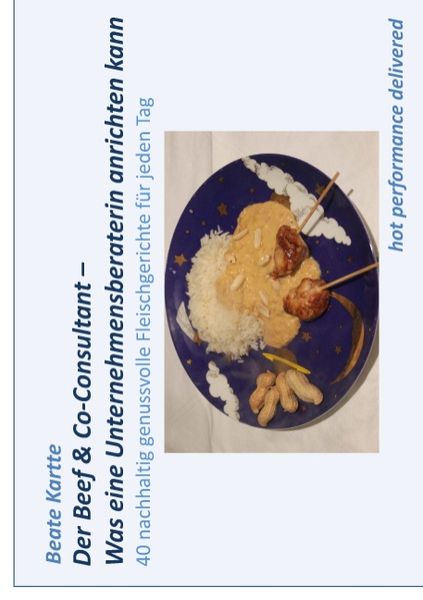 Beate Kartte
Der Beef & Co-Consultant –
Was eine Unternehmensberaterin anrichten kann
40 nachhaltig genussvolle Fleischgerichte für jeden Tag
hot performance delivered